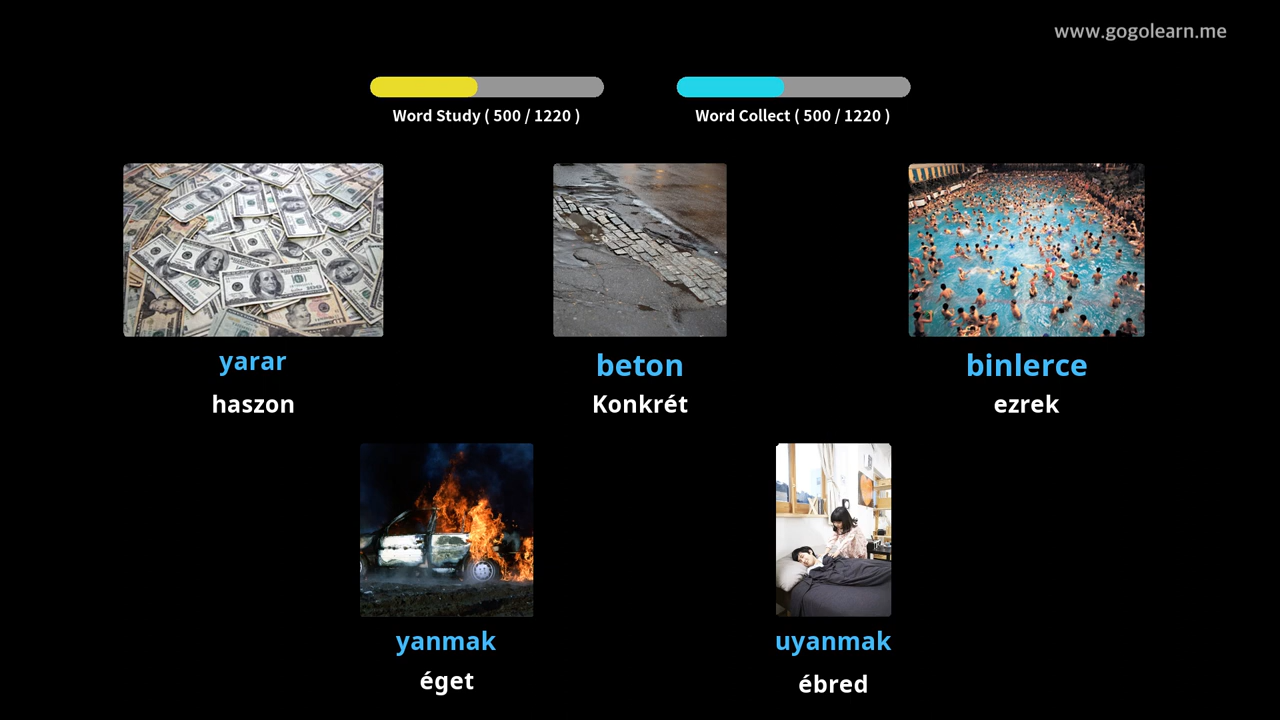 www.gogolearn.me
Word Study ( 500 / 1220 )
Word Collect ( 500 / 1220 )
yarar
haszon
beton
Konkrét
binlerce
ezrek
yanmak
éget
uyanmak
ébred